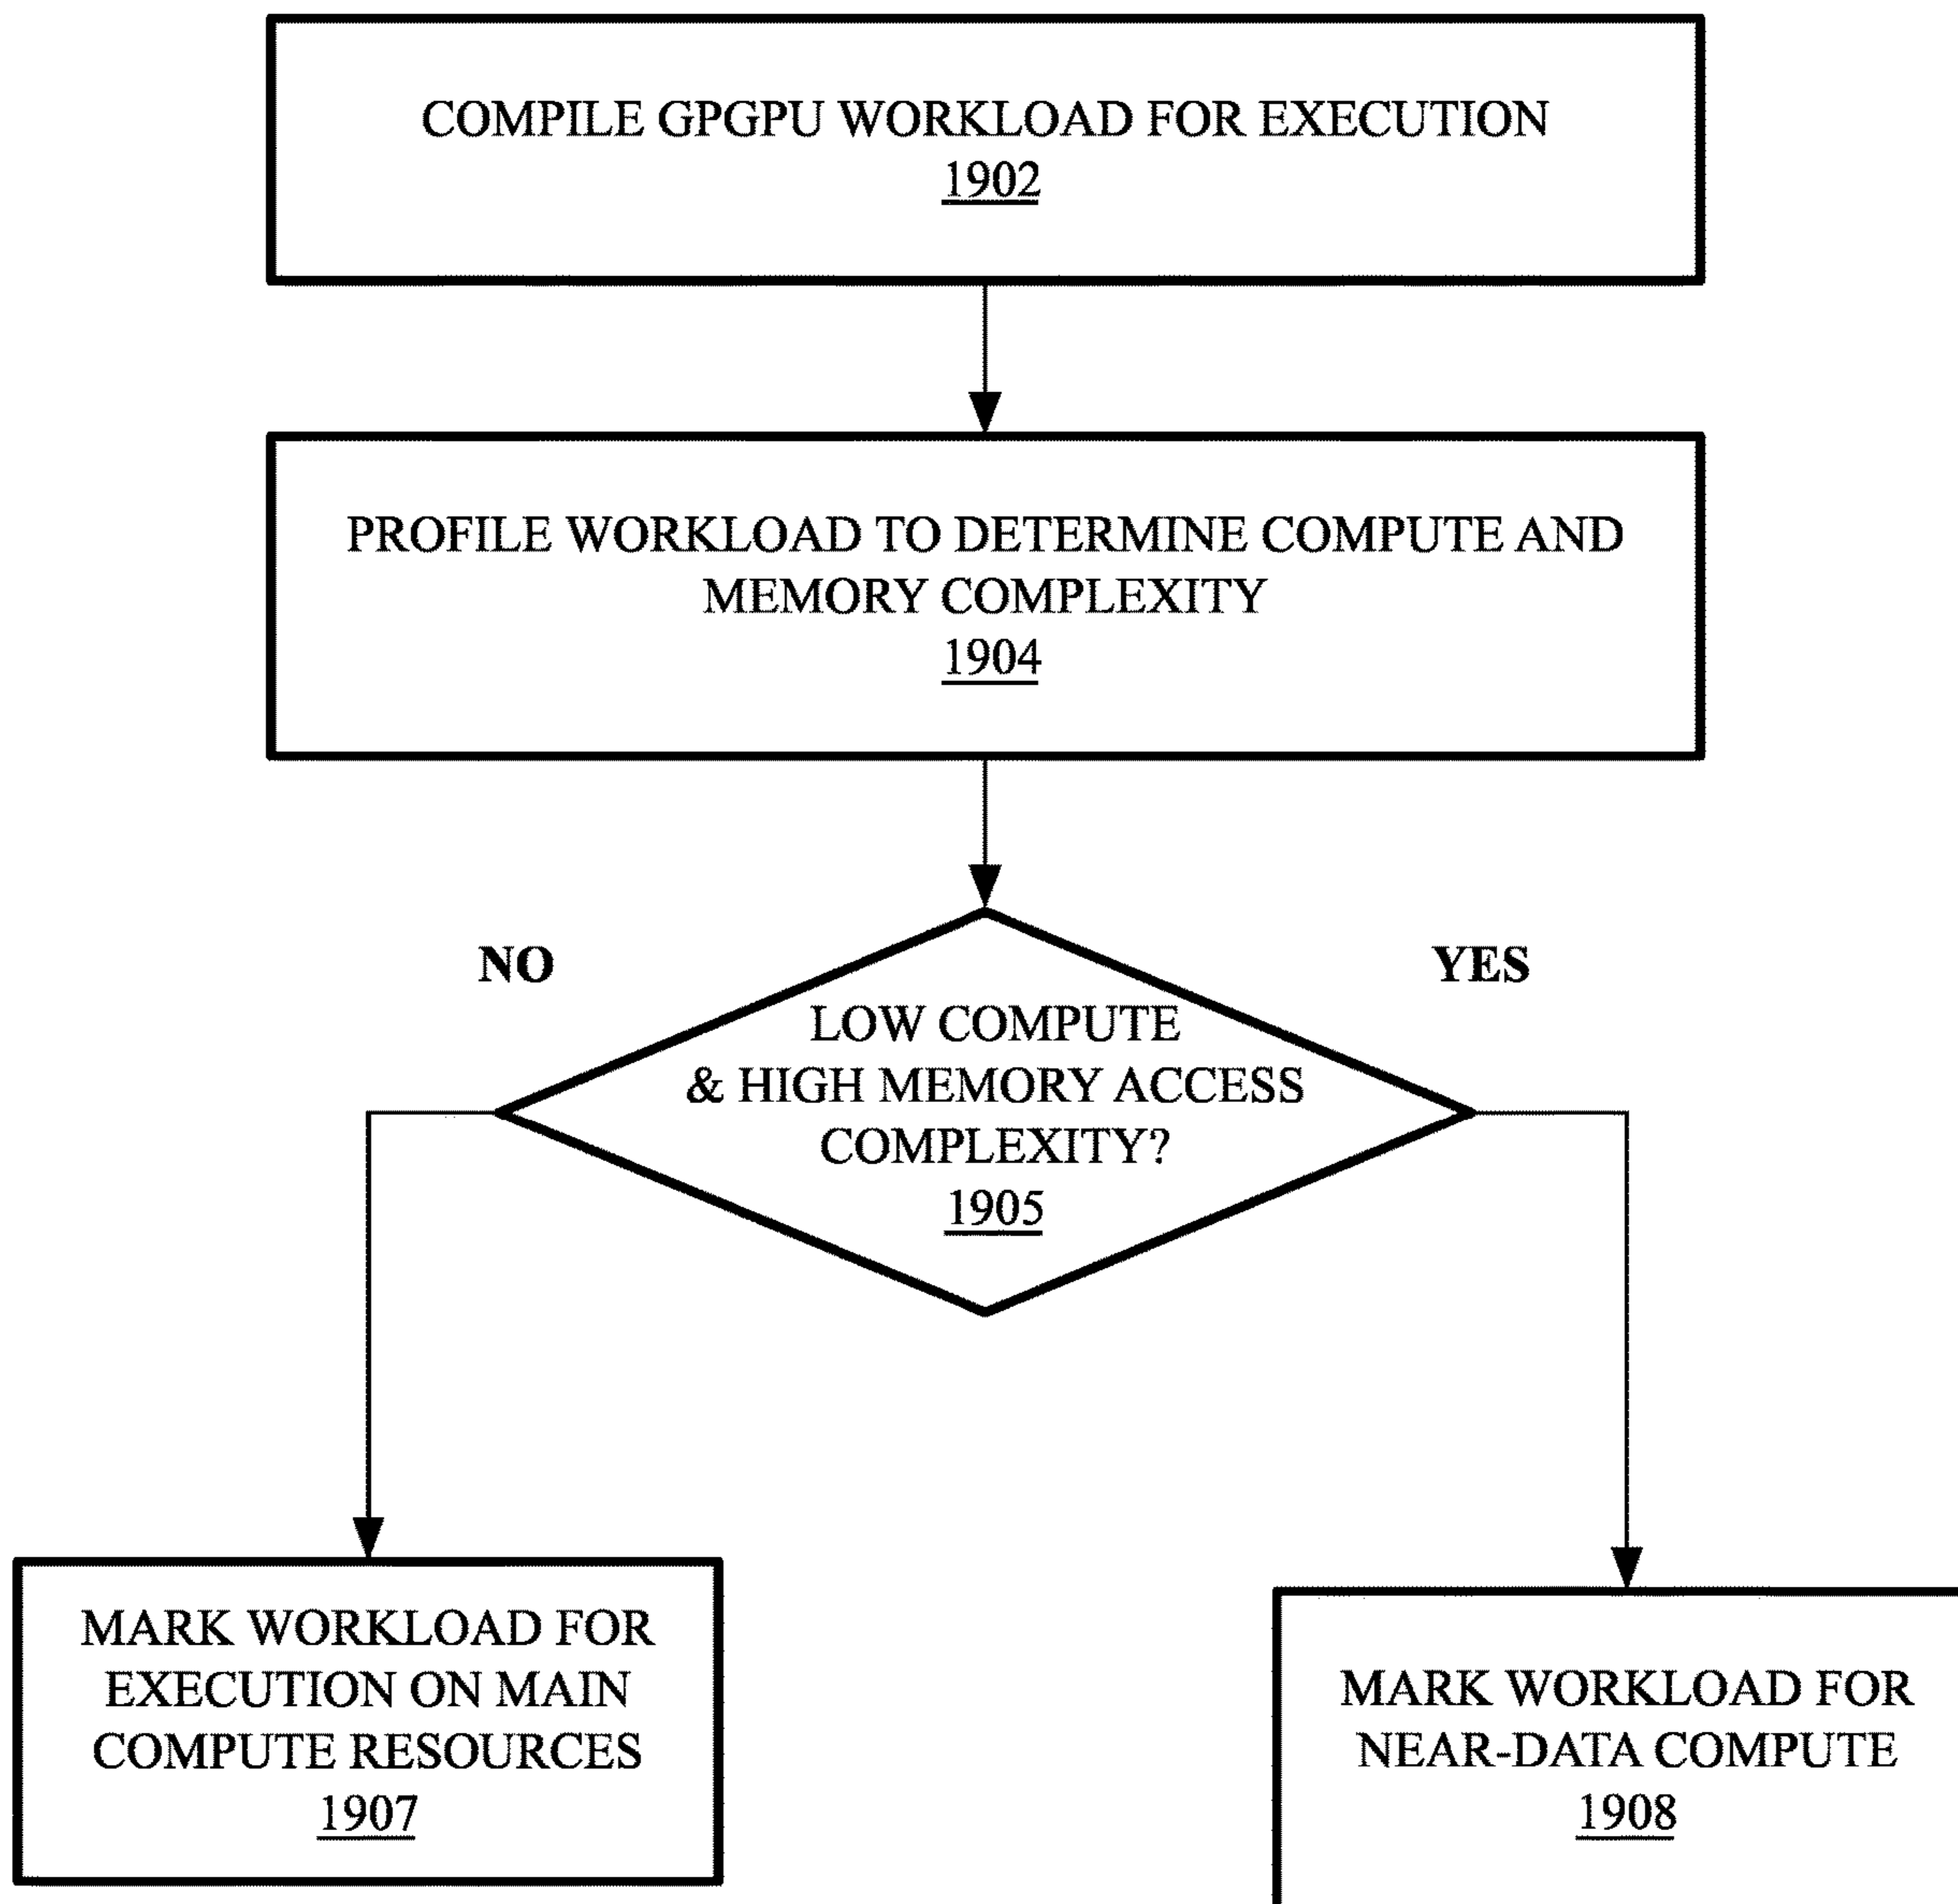 COMPILE GPGPU WORKLOAD FOR EXECUTION
1902
PROFILE WORKLOAD TO DETERMINE COMPUTE AND
MEMORY COMPLEXITY
1904
NO
YES
LOW COMPUTE
& HIGH MEMORY ACCESS
COMPLEXITY?
1905
MARK WORKLOAD FOR
EXECUTION ON MAIN
COMPUTE RESOURCES
1907
MARK WORKLOAD FOR
NEAR-DATA COMPUTE
1908